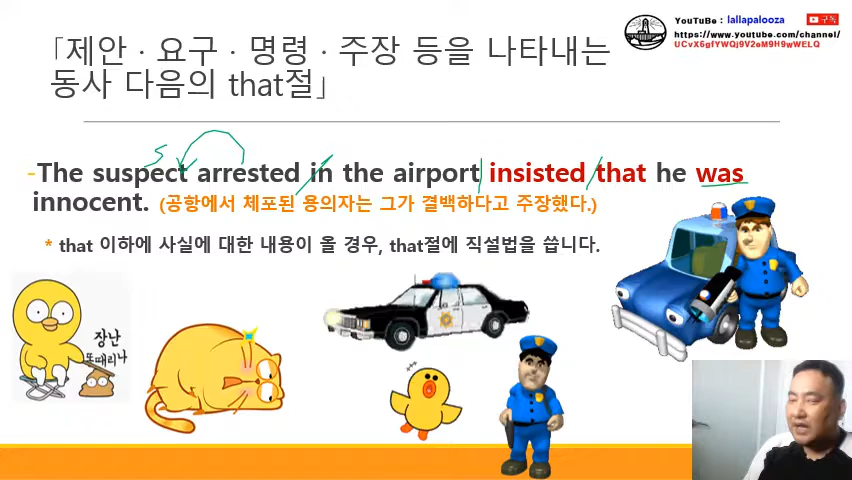 「제안 · 요구 · 명령 · 주장 등을 나타내는
동사 다음의 that절」
YouTuBe : lallapalooza 구독
https://www.youtube.com/channel/
UCvX6gfYWQj9V2eM9H9wWELQ
S
-The suspect arrested in the airport insisted that he was
innocent. (공항에서 체포된 용의자는 그가 결백하다고 주장했다.)
* that 이하에 사실에 대한 내용이 올 경우, that절에 직설법을 씁니다.
장난
또때리나